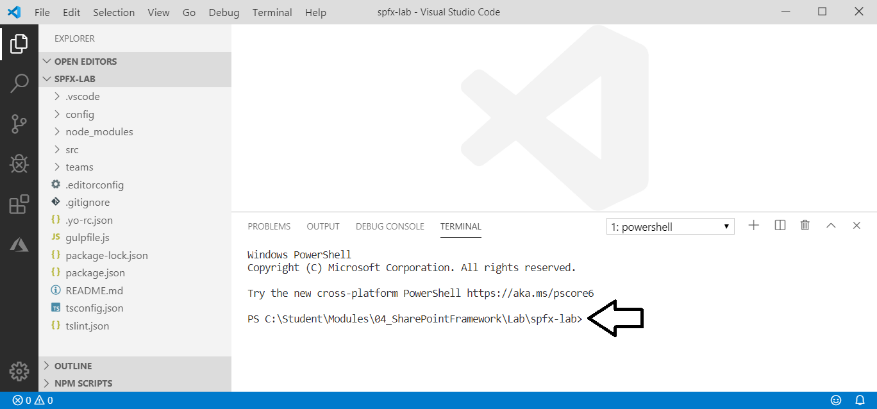 File Edit Selection View Go Debug Terminal Help spfx-lab - Visual Studio Code
EXPLORER
OPEN EDITORS
SPFX-LAB
.vscode
config
node_modules
src
teams
.editorconfig
.gitignore
.yo-rc.json
gulpfile.js
package-lock.json
package.json
README.md
tsconfig.json
tslint.json
OUTLINE
NPM SCRIPTS
PROBLEMS OUTPUT DEBUG CONSOLE TERMINAL 1: powershell
Windows PowerShell
Copyright (C) Microsoft Corporation. All rights reserved.
Try the new cross-platform PowerShell https://aka.ms/pscore6
PS C:\Student\Modules\04_SharePointFramework\Lab\spfx-lab>
0 0